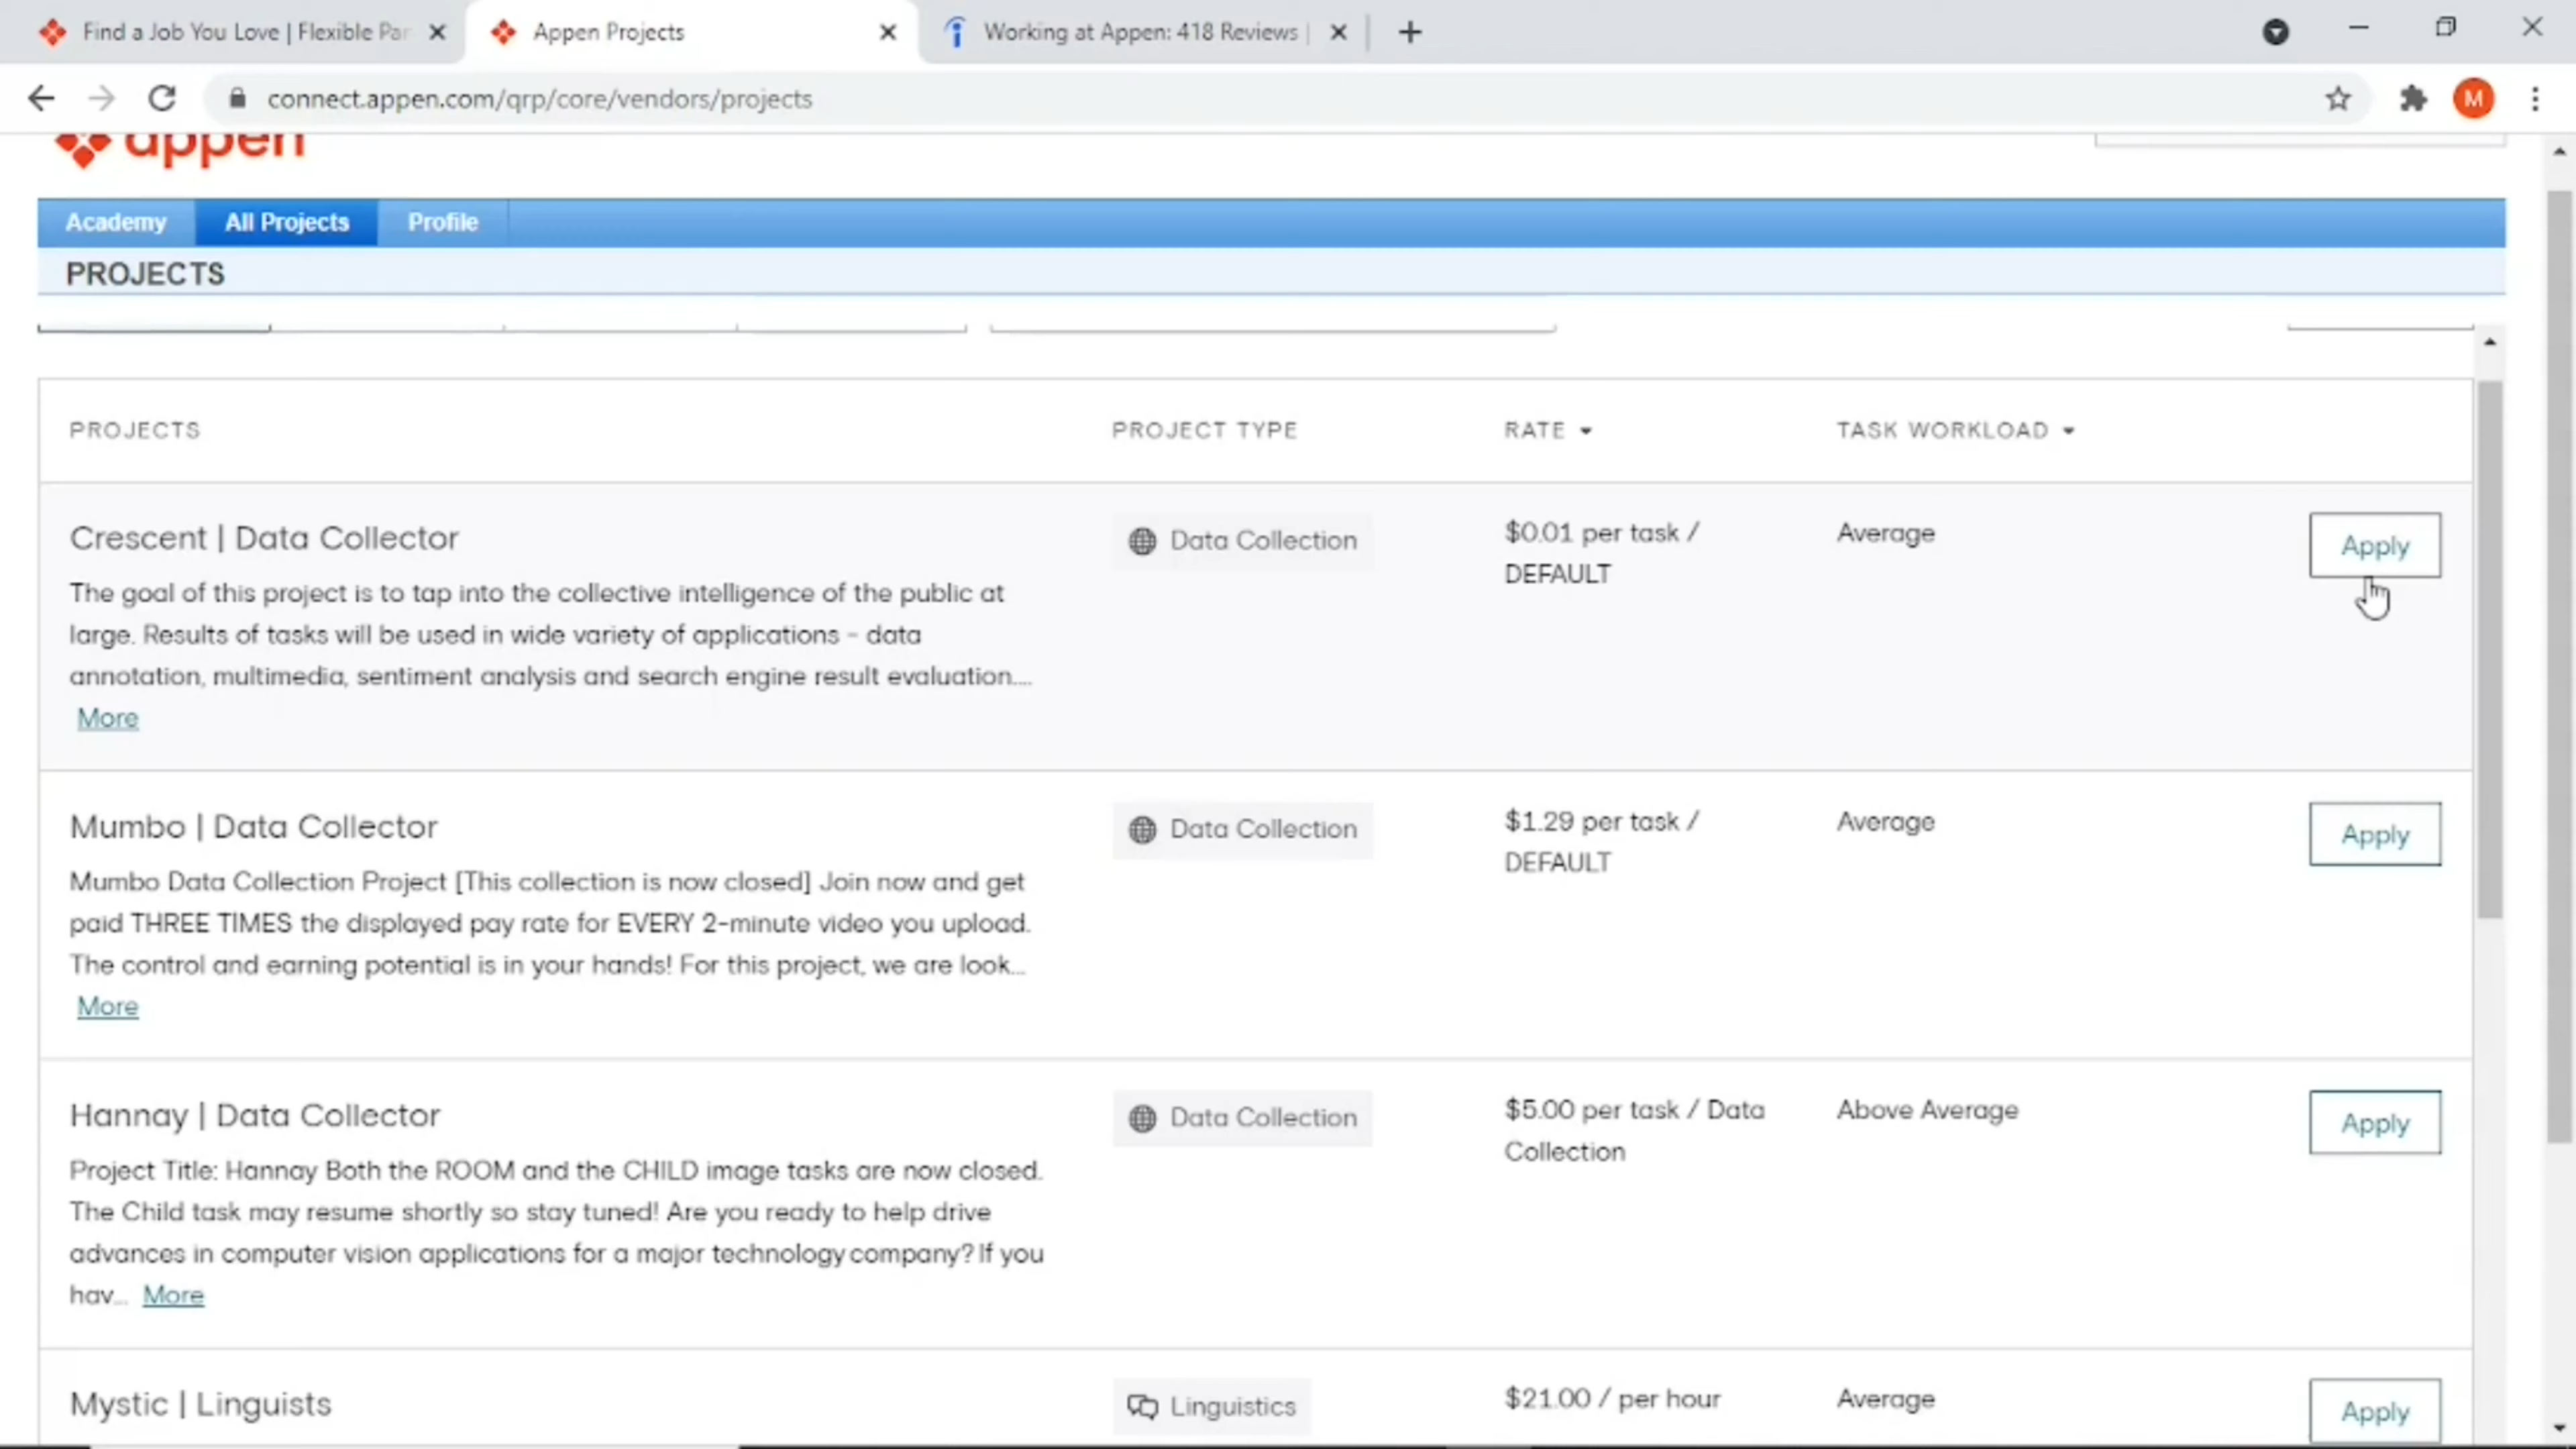 Find a Job You Love | Flexible Par
Appen Projects
Working at Appen: 418 Reviews |
connect.appen.com/qrp/core/vendors/projects
M
appen
Academy
All Projects
Profile
PROJECTS
PROJECTS
PROJECT TYPE
RATE
TASK WORKLOAD
Crescent | Data Collector
The goal of this project is to tap into the collective intelligence of the public at
large. Results of tasks will be used in wide variety of applications - data
annotation, multimedia, sentiment analysis and search engine result evaluation....
More
Data Collection
$0.01 per task /
DEFAULT
Average
Apply
Mumbo | Data Collector
Mumbo Data Collection Project [This collection is now closed] Join now and get
paid THREE TIMES the displayed pay rate for EVERY 2-minute video you upload.
The control and earning potential is in your hands! For this project, we are look...
More
Data Collection
$1.29 per task /
DEFAULT
Average
Apply
Hannay | Data Collector
Project Title: Hannay Both the ROOM and the CHILD image tasks are now closed.
The Child task may resume shortly so stay tuned! Are you ready to help drive
advances in computer vision applications for a major technology company? If you
hav... More
Data Collection
$5.00 per task / Data
Collection
Above Average
Apply
Mystic | Linguists
Linguistics
$21.00 / per hour
Average
Apply